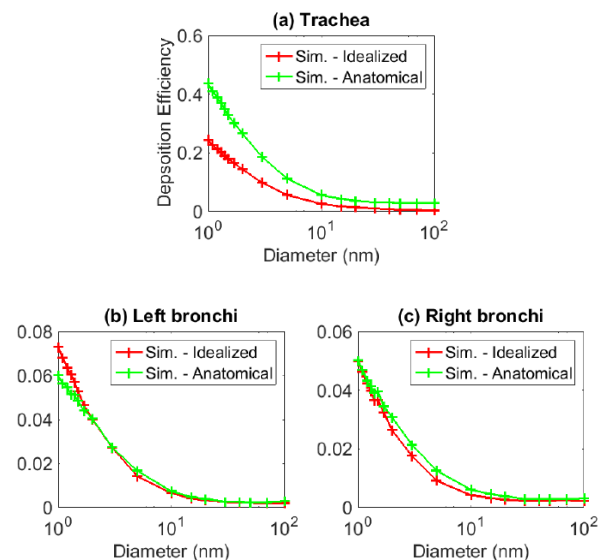 (a) Trachea
Depsoition Efficiency
0.6
0.4
0.2
0
Sim. - Idealized
Sim. - Anatomical
10^0
10^1
10^2
Diameter (nm)
(b) Left bronchi
0.08
0.06
0.04
0.02
0
Sim. - Idealized
Sim. - Anatomical
10^0
10^1
10^2
Diameter (nm)
(c) Right bronchi
0.06
0.04
0.02
0
Sim. - Idealized
Sim. - Anatomical
10^0
10^1
10^2
Diameter (nm)